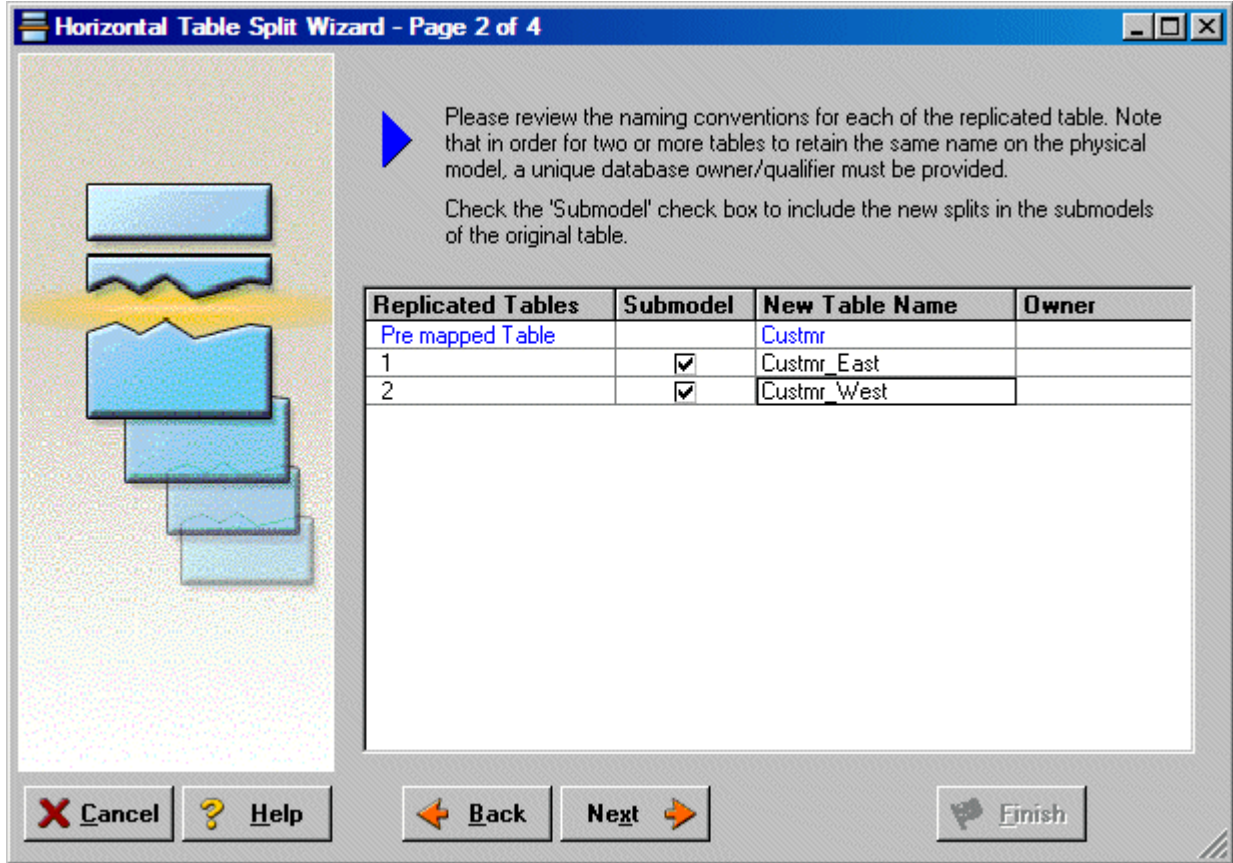 Horizontal Table Split Wizard - Page 2 of 4
Please review the naming conventions for each of the replicated table. Note
that in order for two or more tables to retain the same name on the physical
model, a unique database owner/qualifier must be provided.
Check the 'Submodel' check box to include the new splits in the submodels
of the original table.
Replicated Tables Submodel New Table Name Owner
Pre mapped Table Custmr
1 Custmr_East
2 Custmr_West
Cancel ? Help Back Next Finish